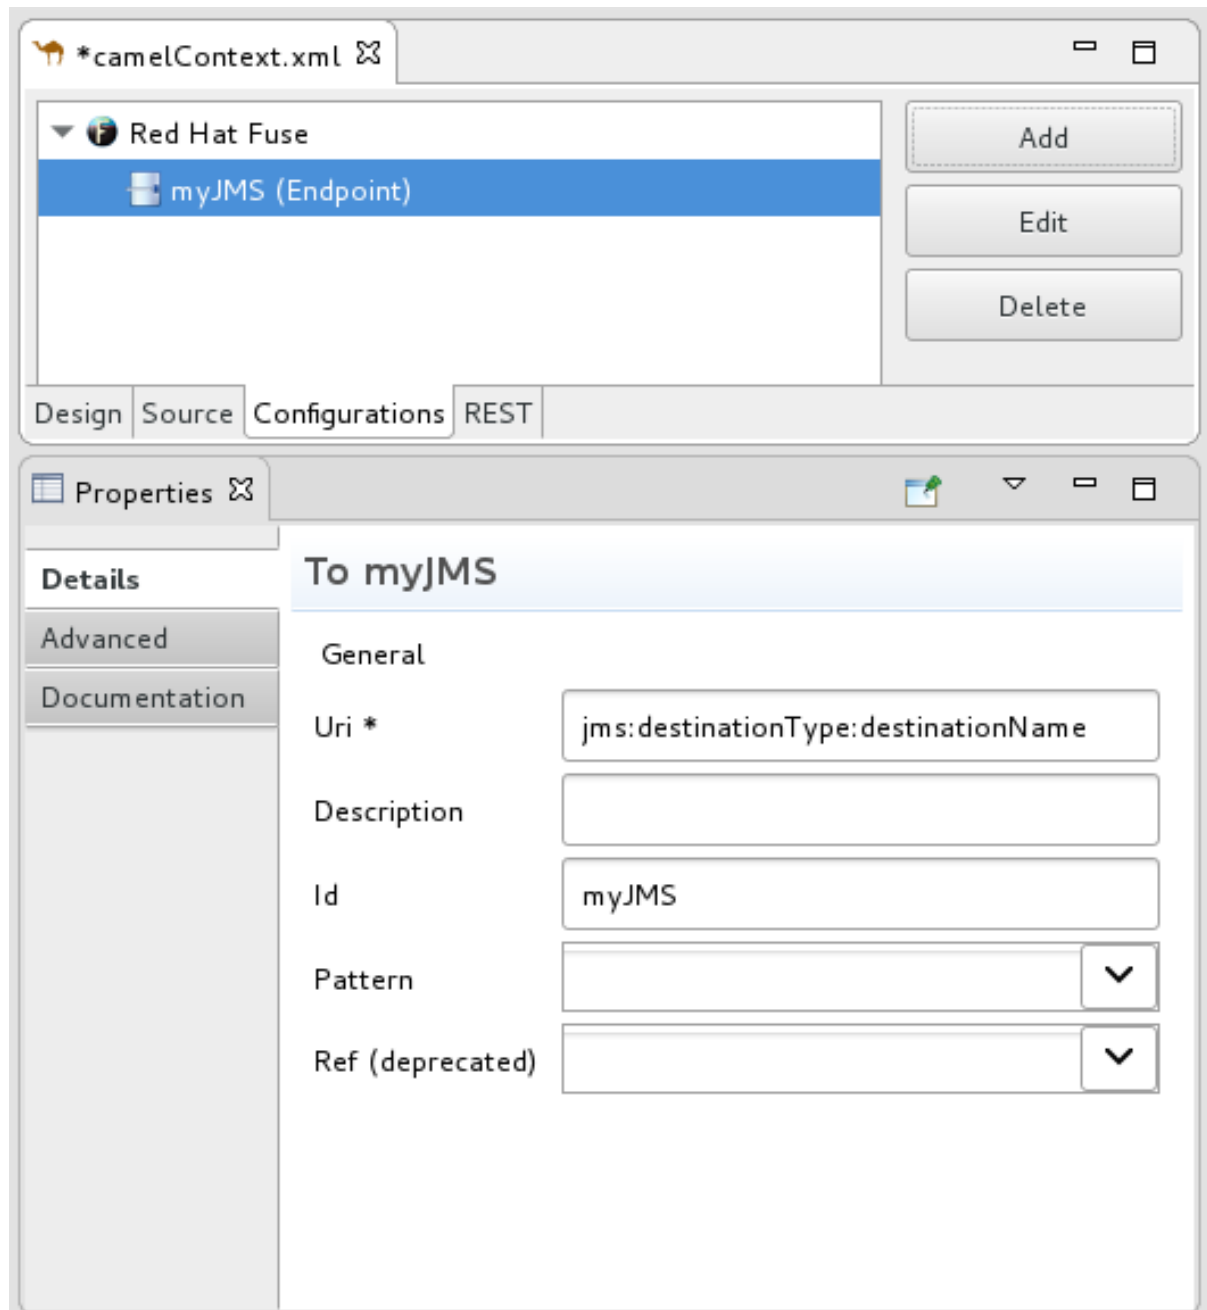 *camelContext.xml
Red Hat Fuse
Add
myJMS (Endpoint)
Edit
Delete
Design Source Configurations REST
Properties
Details
To myJMS
Advanced
General
Documentation
Uri * jms:destinationType:destinationName
Description
Id myJMS
Pattern
Ref (deprecated)